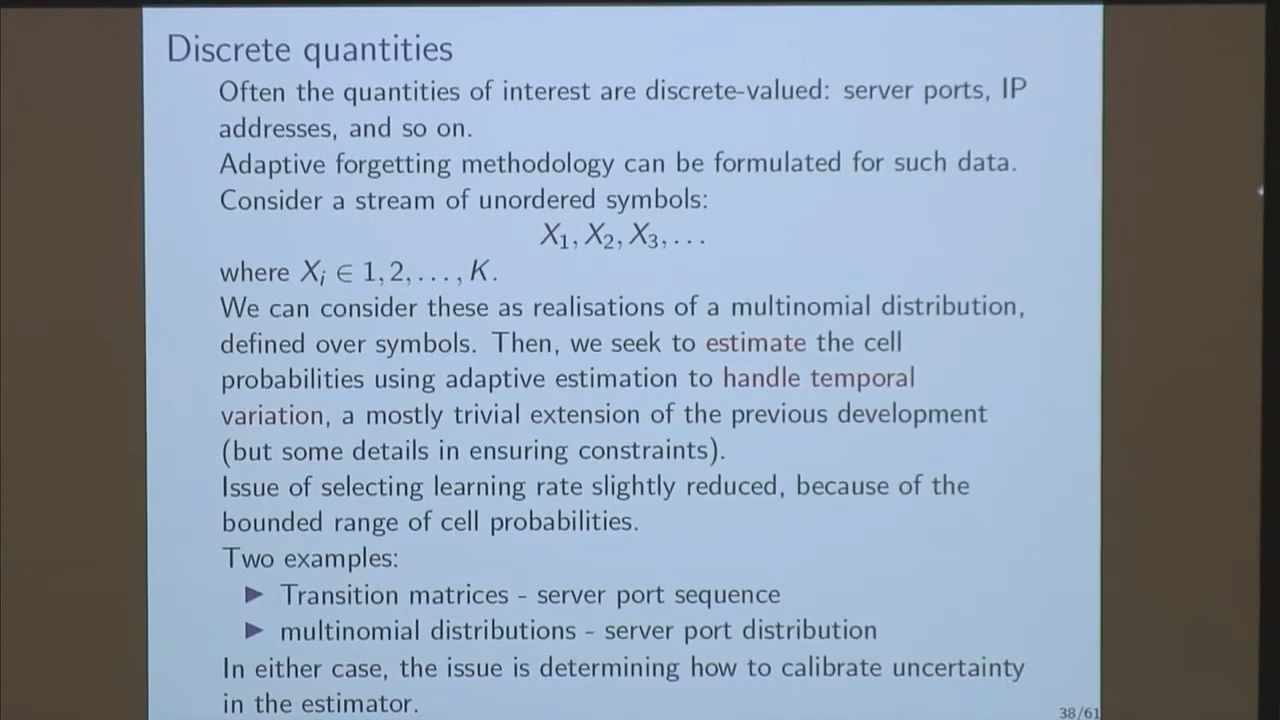 Discrete quantities
Often the quantities of interest are discrete-valued: server ports, IP
addresses, and so on.
Adaptive forgetting methodology can be formulated for such data.
Consider a stream of unordered symbols:
X₁, X₂, X₃, . . .
where Xᵢ ∈ 1, 2, . . . , K.
We can consider these as realisations of a multinomial distribution,
defined over symbols. Then, we seek to estimate the cell
probabilities using adaptive estimation to handle temporal
variation, a mostly trivial extension of the previous development
(but some details in ensuring constraints).
Issue of selecting learning rate slightly reduced, because of the
bounded range of cell probabilities.
Two examples:
▶ Transition matrices - server port sequence
▶ multinomial distributions - server port distribution
In either case, the issue is determining how to calibrate uncertainty
in the estimator.
38/61